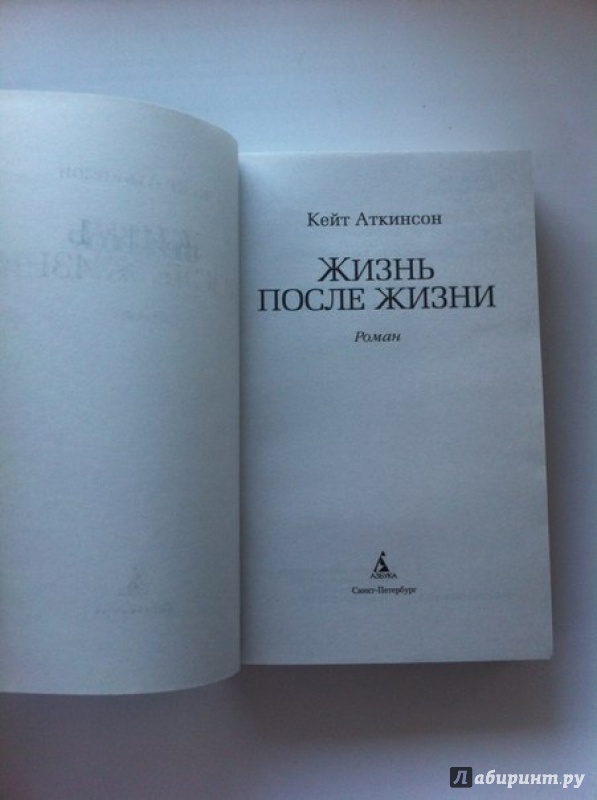 Кейт Аткинсон
ЖИЗНЬ
ПОСЛЕ ЖИЗНИ
Роман
АЗБУКА
Санкт-Петербург
Лабиринт.ру